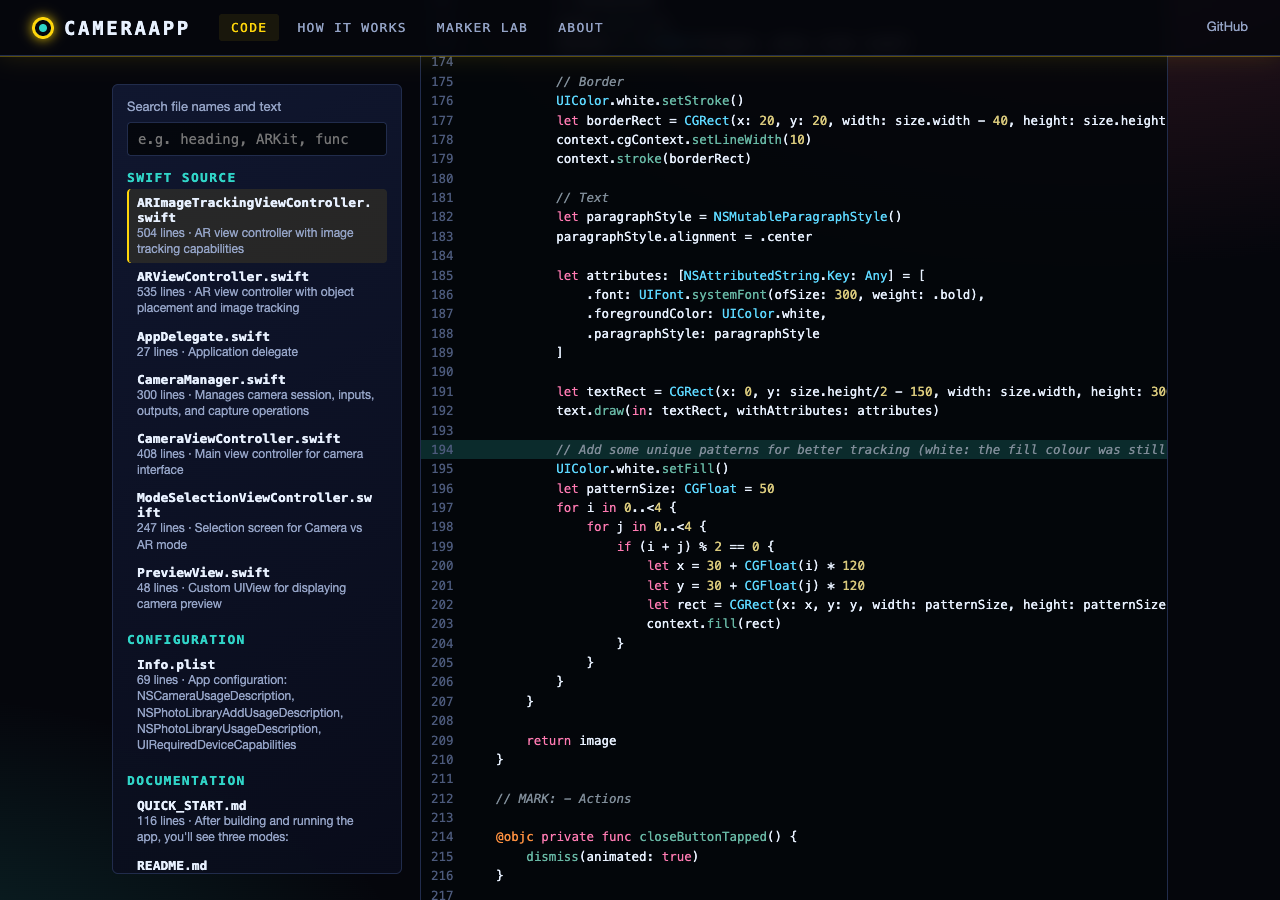 CAMERAAPP CODE HOW IT WORKS MARKER LAB ABOUT GitHub
Search file names and text
e.g. heading, ARKit, func
SWIFT SOURCE
ARImageTrackingViewController.
swift
504 lines · AR view controller with image
tracking capabilities
ARViewController.swift
535 lines · AR view controller with object
placement and image tracking
AppDelegate.swift
27 lines · Application delegate
CameraManager.swift
300 lines · Manages camera session, inputs,
outputs, and capture operations
CameraViewController.swift
408 lines · Main view controller for camera
interface
ModeSelectionViewController.sw
ift
247 lines · Selection screen for Camera vs
AR mode
PreviewView.swift
48 lines · Custom UIView for displaying
camera preview
CONFIGURATION
Info.plist
69 lines · App configuration:
NSCameraUsageDescription,
NSPhotoLibraryAddUsageDescription,
NSPhotoLibraryUsageDescription,
UIRequiredDeviceCapabilities
DOCUMENTATION
QUICK_START.md
116 lines · After building and running the
app, you'll see three modes:
README.md
174
175 // Border
176 UIColor.white.setStroke()
177 let borderRect = CGRect(x: 20, y: 20, width: size.width - 40, height: size.height
178 context.cgContext.setLineWidth(10)
179 context.stroke(borderRect)
180
181 // Text
182 let paragraphStyle = NSMutableParagraphStyle()
183 paragraphStyle.alignment = .center
184
185 let attributes: [NSAttributedString.Key: Any] = [
186 .font: UIFont.systemFont(ofSize: 300, weight: .bold),
187 .foregroundColor: UIColor.white,
188 .paragraphStyle: paragraphStyle
189 ]
190
191 let textRect = CGRect(x: 0, y: size.height/2 - 150, width: size.width, height: 30
192 text.draw(in: textRect, withAttributes: attributes)
193
194 // Add some unique patterns for better tracking (white: the fill colour was still
195 UIColor.white.setFill()
196 let patternSize: CGFloat = 50
197 for i in 0..<4 {
198 for j in 0..<4 {
199 if (i + j) % 2 == 0 {
200 let x = 30 + CGFloat(i) * 120
201 let y = 30 + CGFloat(j) * 120
202 let rect = CGRect(x: x, y: y, width: patternSize, height: patternSize
203 context.fill(rect)
204 }
205 }
206 }
207 }
208
209 return image
210 }
211
212 // MARK: - Actions
213
214 @objc private func closeButtonTapped() {
215 dismiss(animated: true)
216 }
217